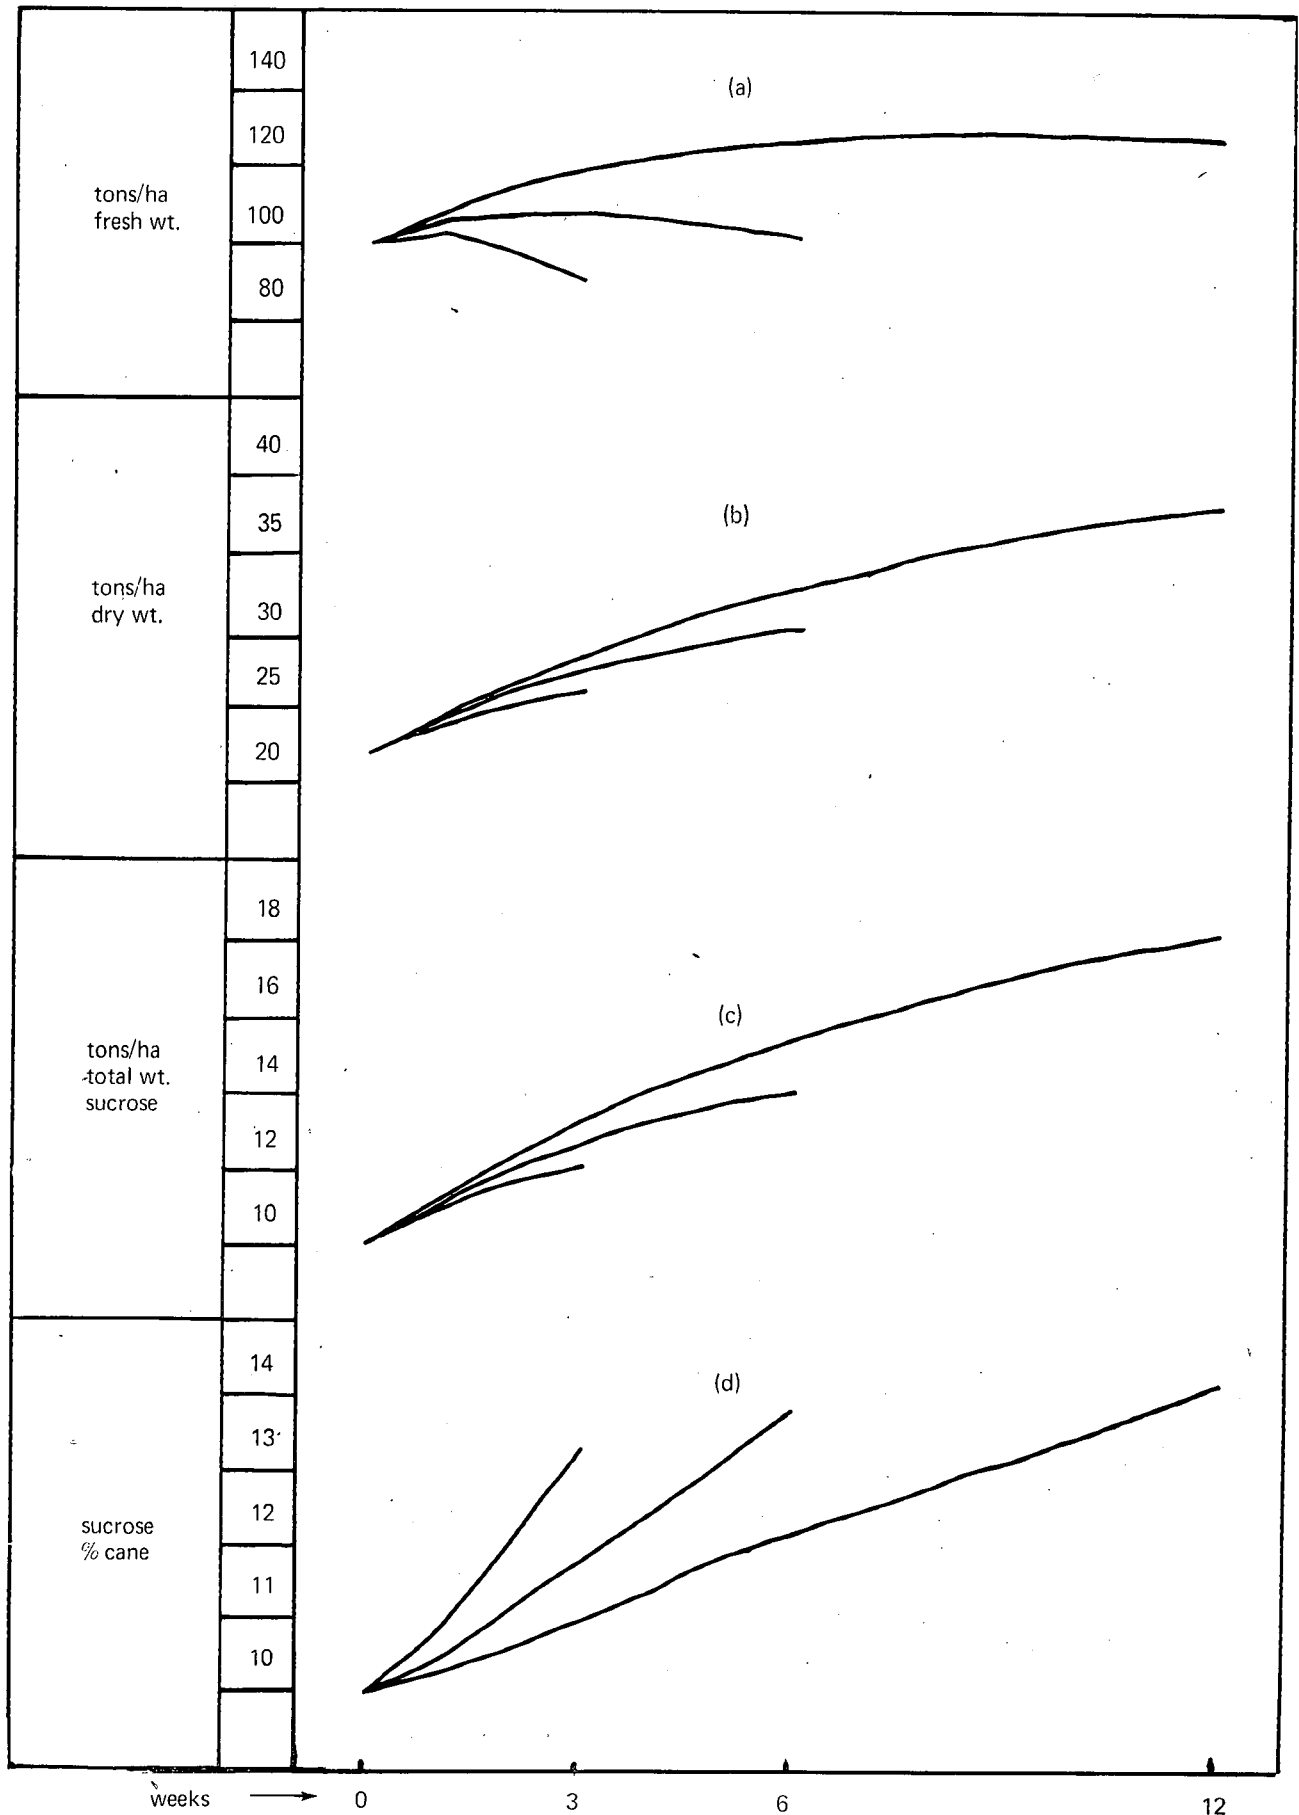 140
(a)
120
tons/ha
fresh wt.
100
80
40
(b)
35
tons/ha
dry wt.
30
25
20
18
16
(c)
tons/ha
total wt.
sucrose
14
12
10
14
(d)
13
12
sucrose
% cane
11
10
weeks → 0 3 6 12